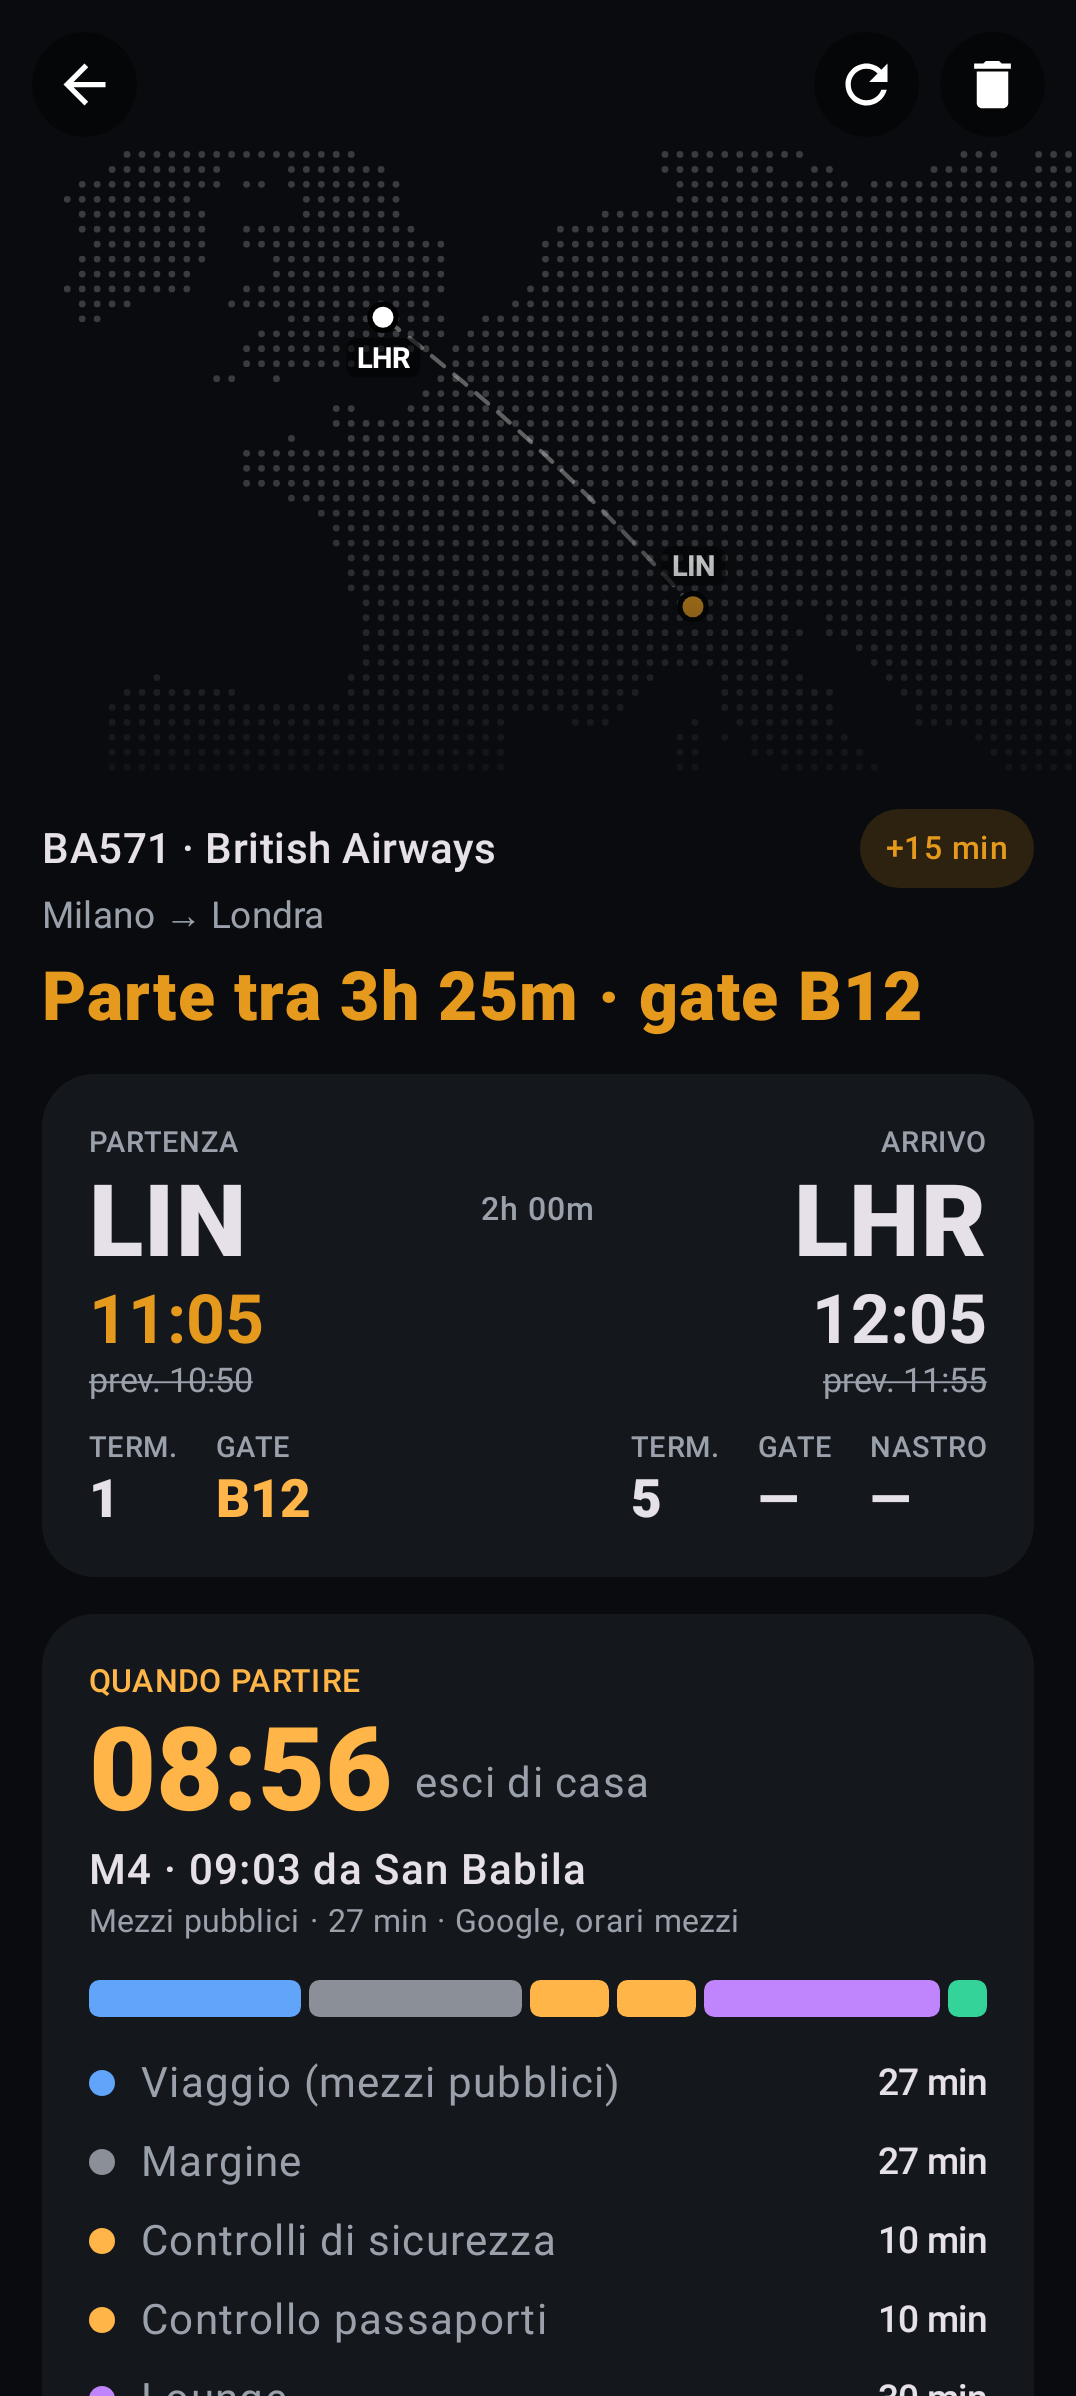 LHR
LIN
BA571 · British Airways
+15 min
Milano → Londra
Parte tra 3h 25m · gate B12
PARTENZA
ARRIVO
LIN
2h 00m
LHR
11:05
12:05
prev. 10:50
prev. 11:55
TERM. GATE
TERM. GATE NASTRO
1 B12
5 — —
QUANDO PARTIRE
08:56 esci di casa
M4 · 09:03 da San Babila
Mezzi pubblici · 27 min · Google, orari mezzi
Viaggio (mezzi pubblici) 27 min
Margine 27 min
Controlli di sicurezza 10 min
Controllo passaporti 10 min
Lounge 30 min